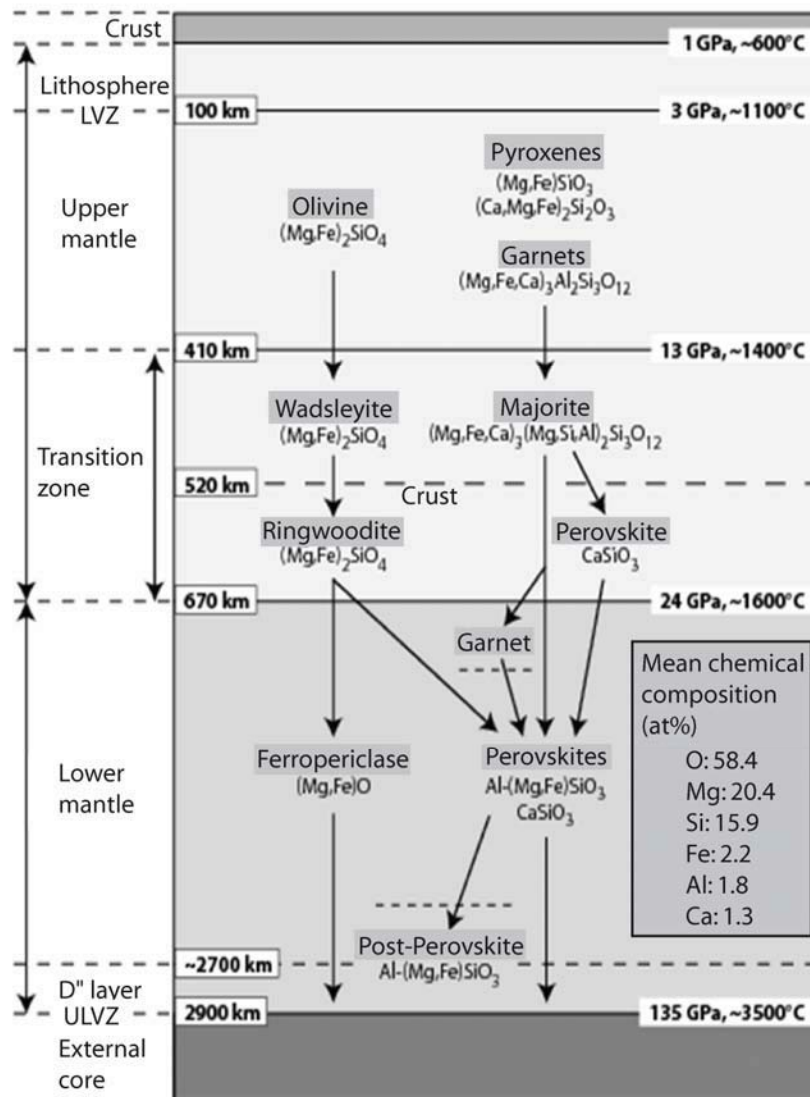 Crust
1 GPa, ~600°C
Lithosphere
LVZ
100 km
3 GPa, ~1100°C
Pyroxenes
(Mg,Fe)SiO₃
(Ca,Mg,Fe)₂Si₂O₃
Upper
mantle
Olivine
(Mg,Fe)₂SiO₄
Garnets
(Mg,Fe,Ca)₃Al₂Si₃O₁₂
410 km
13 GPa, ~1400°C
Wadsleyite
(Mg,Fe)₂SiO₄
Majorite
(Mg,Fe,Ca)₃(Mg,Si,Al)₂Si₃O₁₂
Transition
zone
520 km
Crust
Ringwoodite
(Mg,Fe)₂SiO₄
Perovskite
CaSiO₃
670 km
24 GPa, ~1600°C
Garnet
Mean chemical
composition
(at%)
O: 58.4
Mg: 20.4
Si: 15.9
Fe: 2.2
Al: 1.8
Ca: 1.3
Lower
mantle
Ferropericlase
(Mg,Fe)O
Perovskites
Al-(Mg,Fe)SiO₃
CaSiO₃
Post-Perovskite
Al-(Mg,Fe)SiO₃
~2700 km
D" layer
ULVZ
2900 km
135 GPa, ~3500°C
External
core